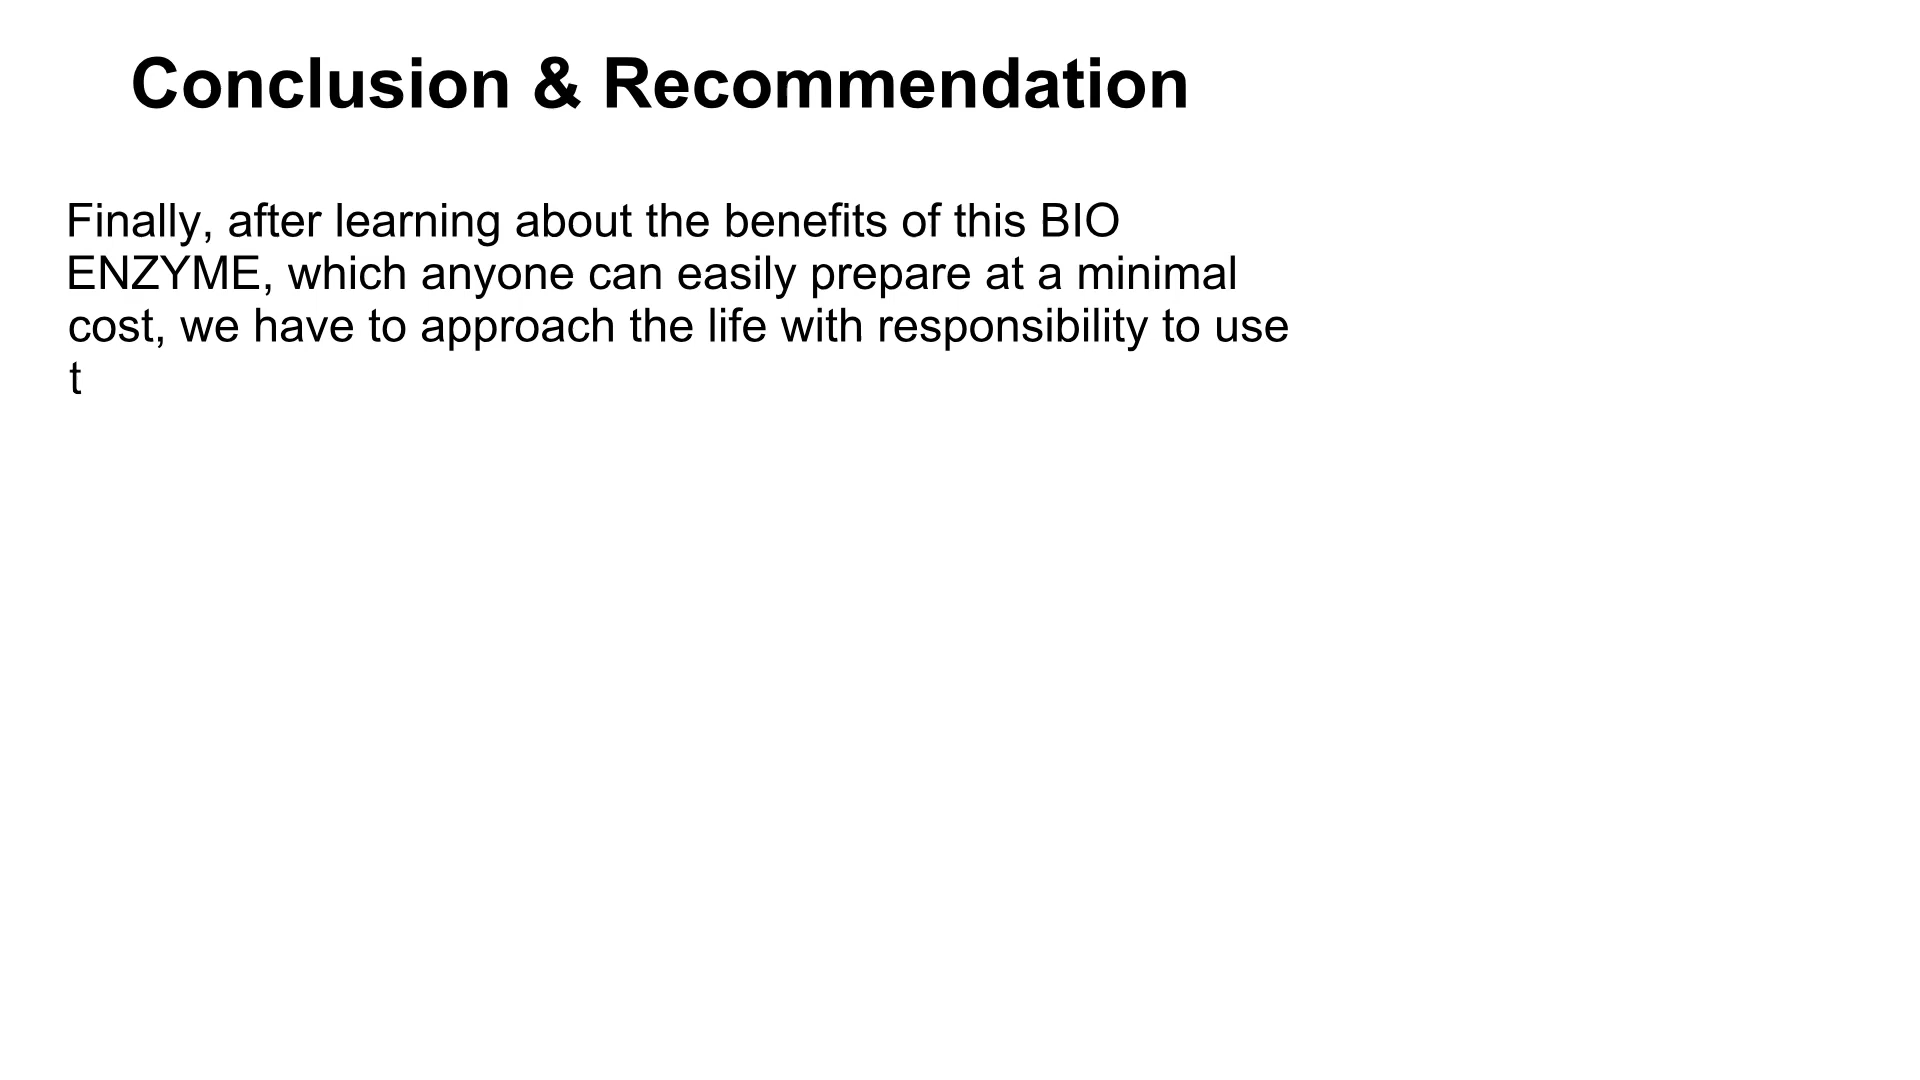 Conclusion & Recommendation
Finally, after learning about the benefits of this BIO
ENZYME, which anyone can easily prepare at a minimal
cost, we have to approach the life with responsibility to use
t